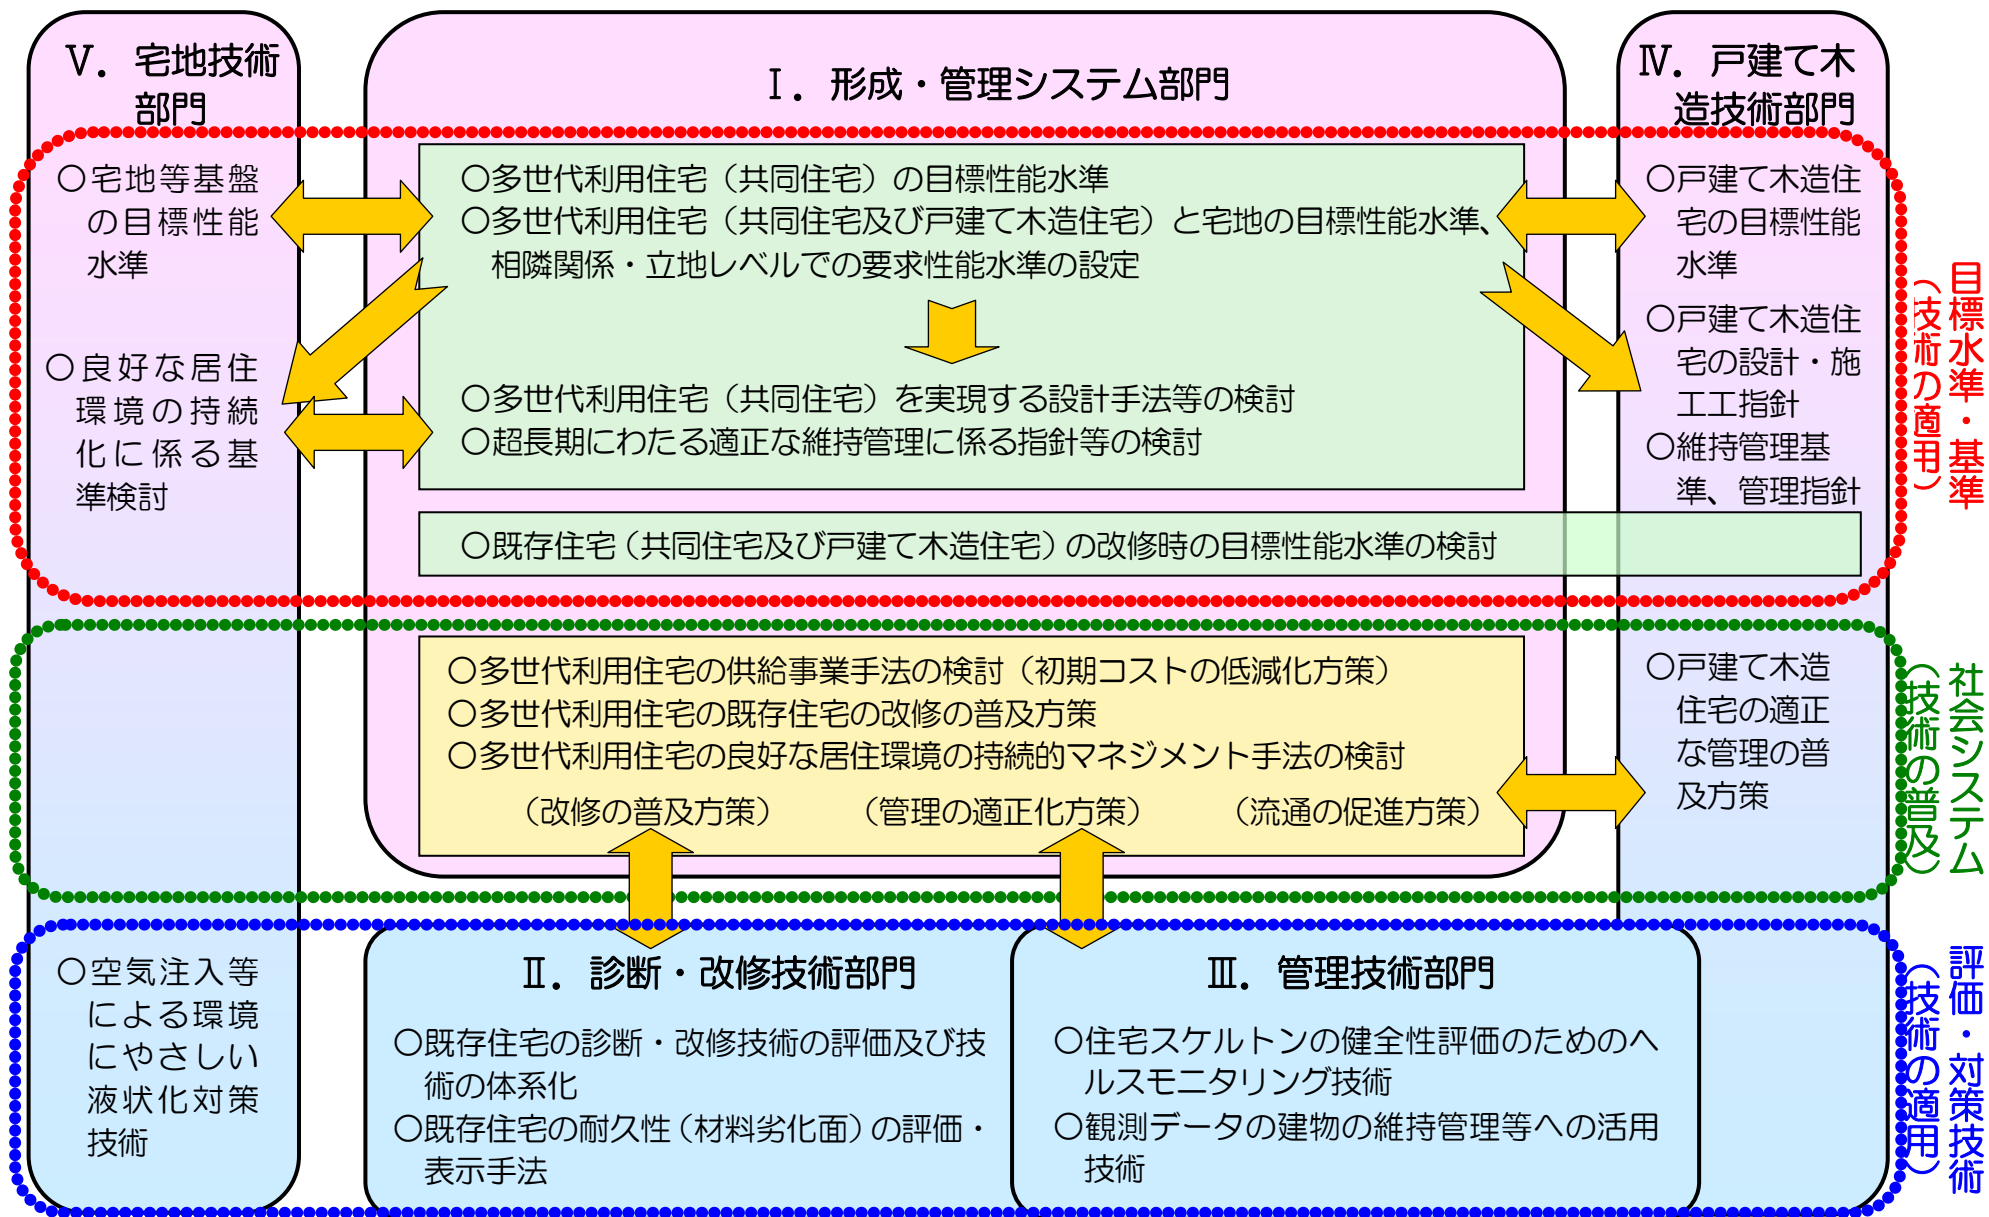 Ⅴ．宅地技術
部門
〇宅地等基盤
の目標性能
水準
〇良好な居住
環境の持続
化に係る基
準検討
〇空気注入等
による環境
にやさしい
液状化対策
技術
Ⅰ．形成・管理システム部門
〇多世代利用住宅（共同住宅）の目標性能水準
〇多世代利用住宅（共同住宅及び戸建て木造住宅）と宅地の目標性能水準、
相隣関係・立地レベルでの要求性能水準の設定
〇多世代利用住宅（共同住宅）を実現する設計手法等の検討
〇超長期にわたる適正な維持管理に係る指針等の検討
〇既存住宅（共同住宅及び戸建て木造住宅）の改修時の目標性能水準の検討
〇多世代利用住宅の供給事業手法の検討（初期コストの低減化方策）
〇多世代利用住宅の既存住宅の改修の普及方策
〇多世代利用住宅の良好な居住環境の持続的マネジメント手法の検討
（改修の普及方策）　（管理の適正化方策）　（流通の促進方策）
Ⅱ．診断・改修技術部門
〇既存住宅の診断・改修技術の評価及び技
術の体系化
〇既存住宅の耐久性（材料劣化面）の評価・
表示手法
Ⅲ．管理技術部門
〇住宅スケルトンの健全性評価のためのヘ
ルスモニタリング技術
〇観測データの建物の維持管理等への活用
技術
Ⅳ．戸建て木
造技術部門
〇戸建て木造住
宅の目標性能
水準
〇戸建て木造住
宅の設計・施
工工指針
〇維持管理基
準、管理指針
〇戸建て木造
住宅の適正
な管理の普
及方策
目標水準・基準
（技術の適用）
社会システム
（技術の普及）
評価・対策技術
（技術の適用）